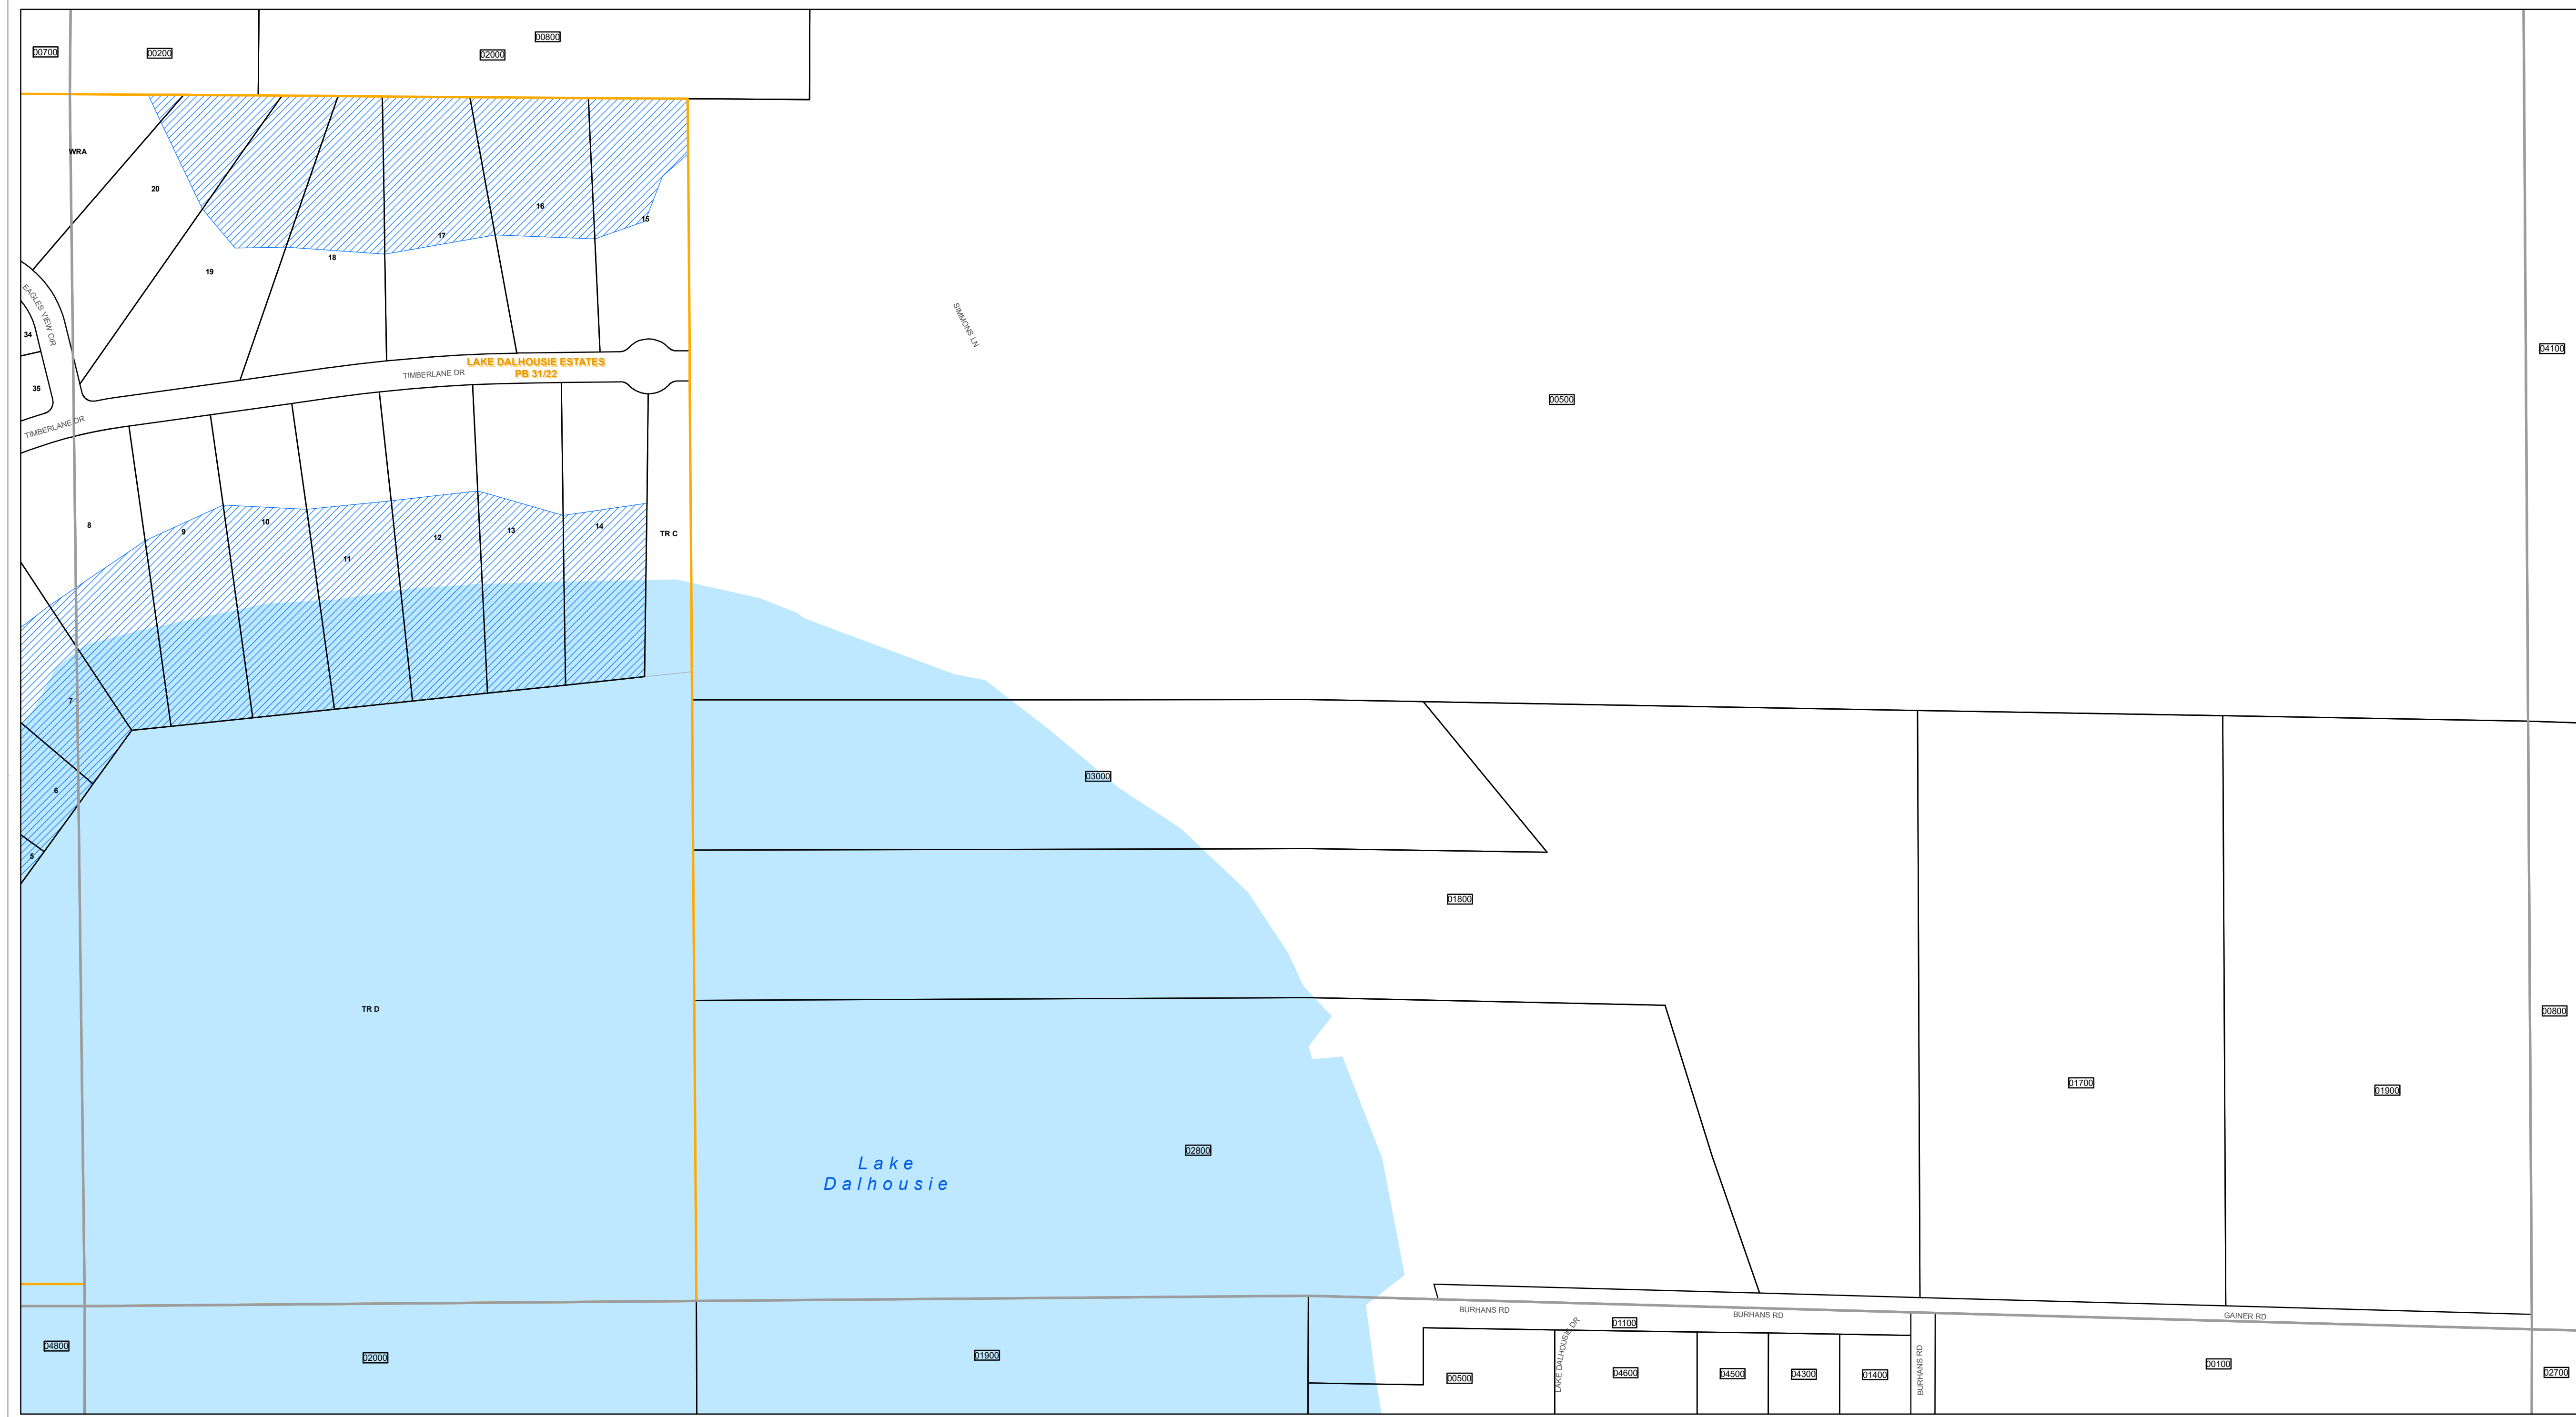 00700
00200
02000
00800
WRA
20
19
18
17
16
15
EAGLES VIEW CIR
34
35
TIMBERLANE DR
TIMBERLANE DR
LAKE DALHOUSIE ESTATES
PB 31/22
SIMMONS LN
00500
04100
8
9
10
11
12
13
14
TR C
7
6
5
03000
01800
TR D
Lake
Dalhousie
02800
01700
01900
00800
BURHANS RD
BURHANS RD
GAINER RD
01100
LAKE DALHOUSIE DR
BURHANS RD
04800
02000
01900
00500
04600
04500
04300
01400
00100
02700